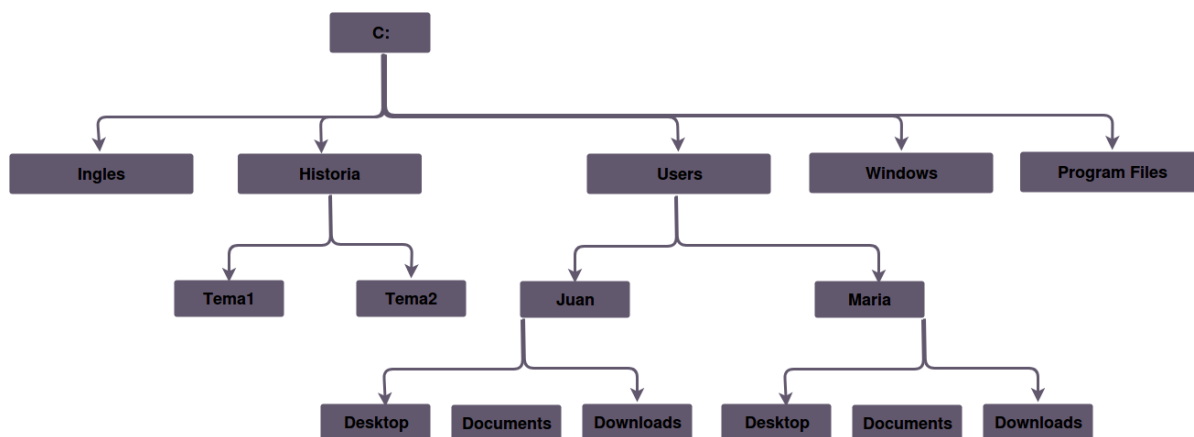 C:
Ingles
Historia
Users
Windows
Program Files
Tema1
Tema2
Juan
Maria
Desktop
Documents
Downloads
Desktop
Documents
Downloads